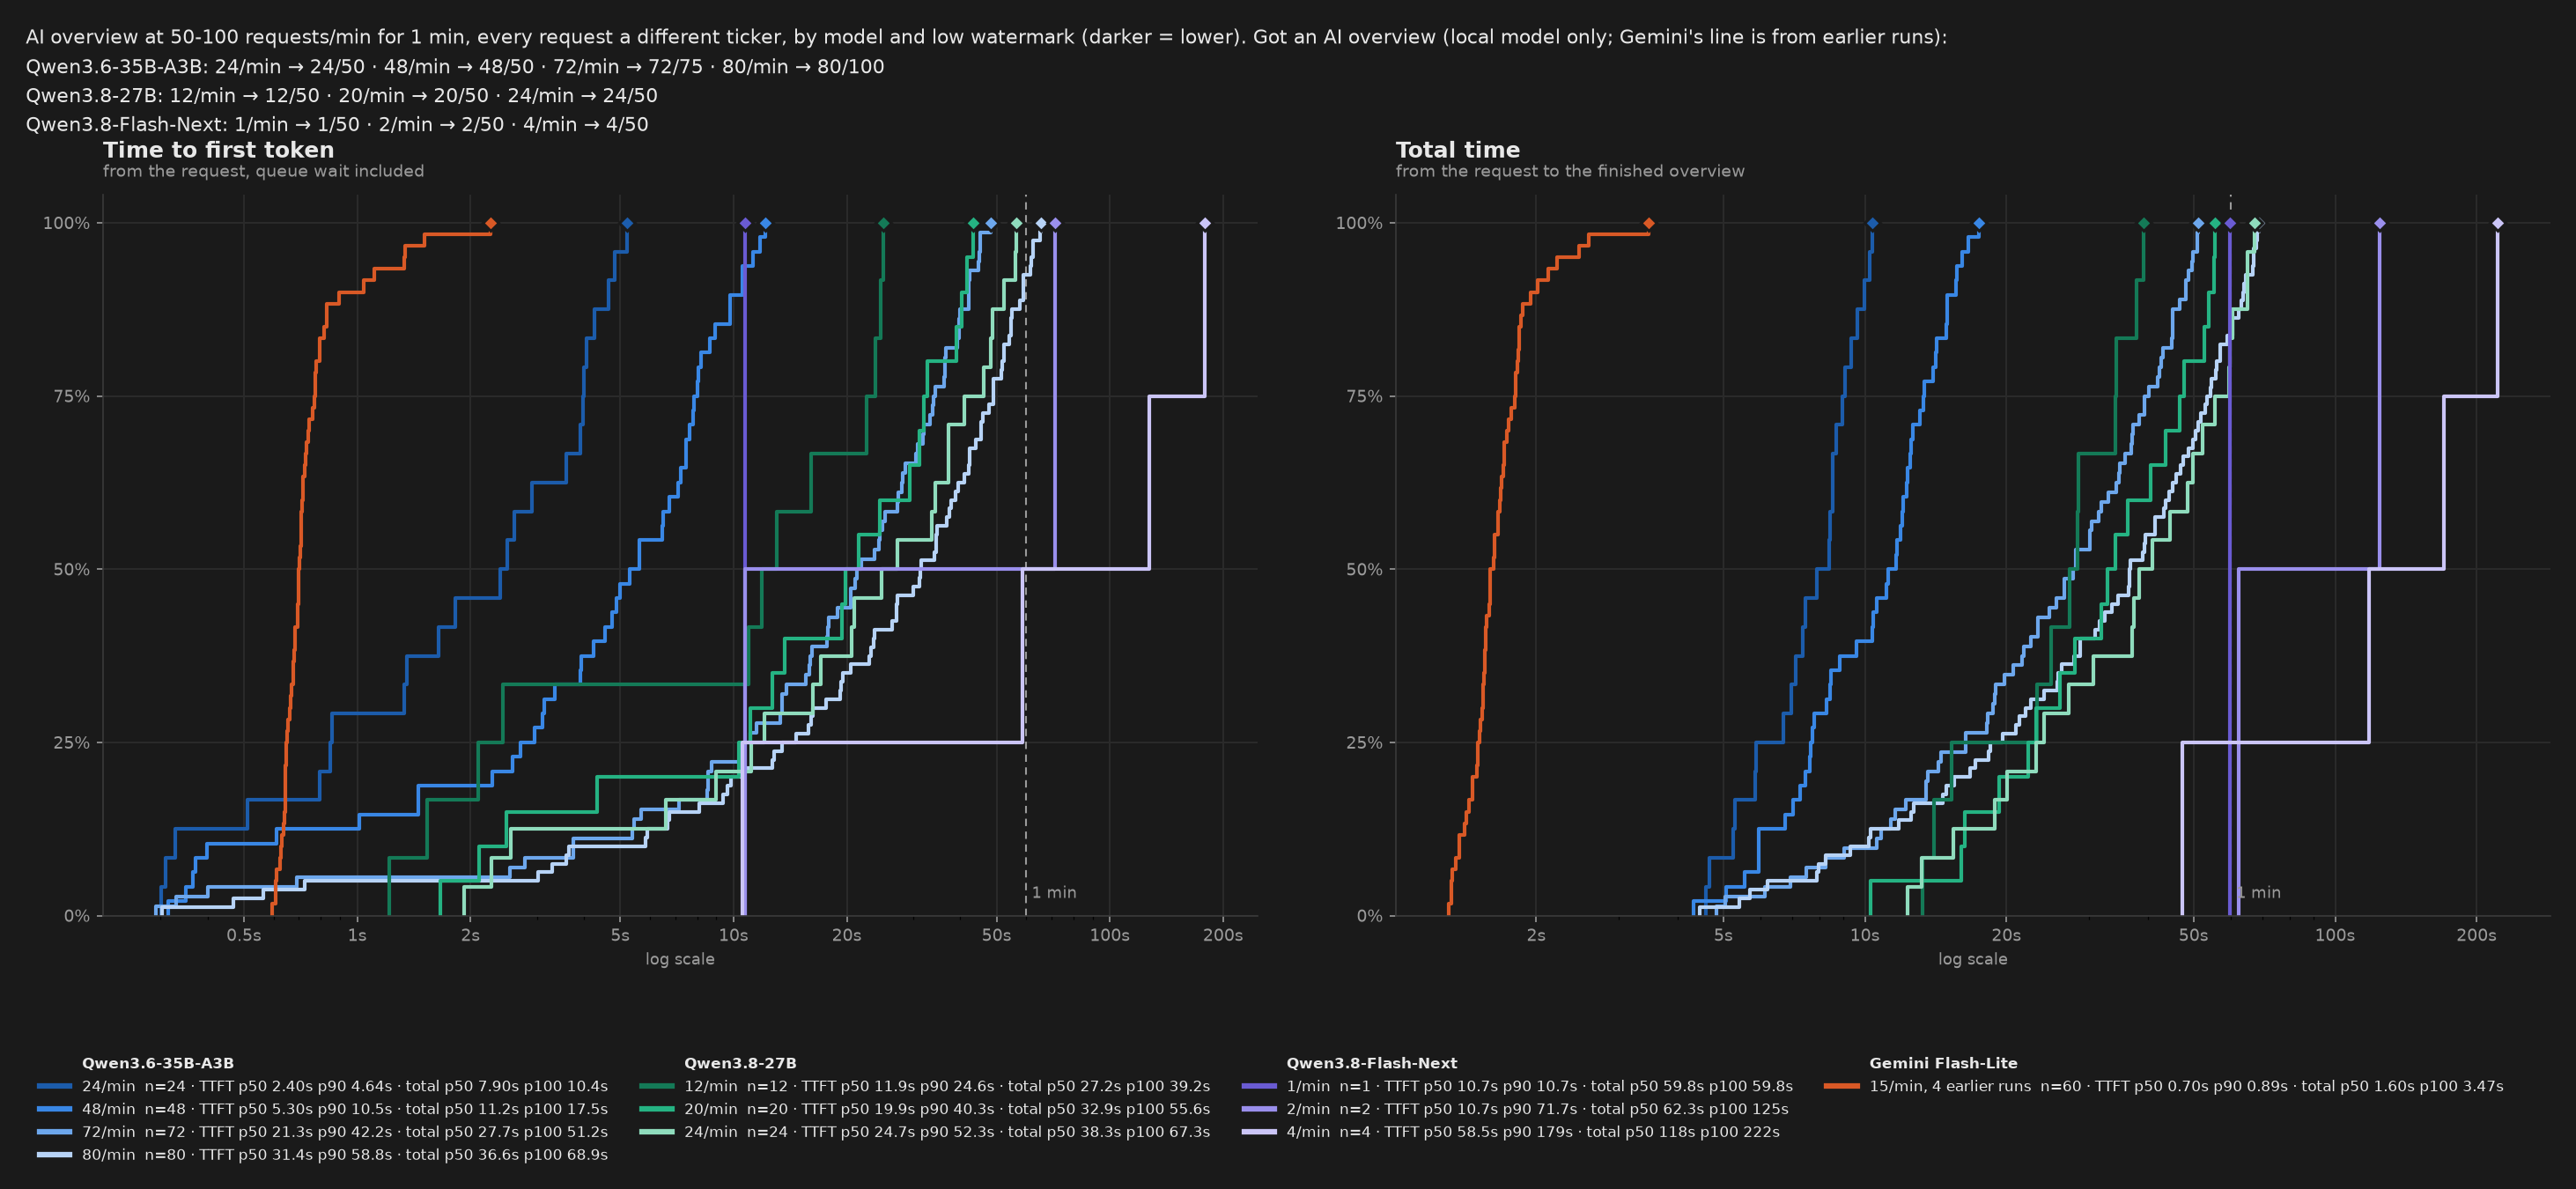 AI overview at 50-100 requests/min for 1 min, every request a different ticker, by model and low watermark (darker = lower). Got an AI overview (local model only; Gemini's line is from earlier runs):
Qwen3.6-35B-A3B: 24/min → 24/50 · 48/min → 48/50 · 72/min → 72/75 · 80/min → 80/100
Qwen3.8-27B: 12/min → 12/50 · 20/min → 20/50 · 24/min → 24/50
Qwen3.8-Flash-Next: 1/min → 1/50 · 2/min → 2/50 · 4/min → 4/50
Time to first token
from the request, queue wait included
100%
75%
50%
25%
0%
1 min
0.5s 1s 2s 5s 10s 20s 50s 100s 200s
log scale
Total time
from the request to the finished overview
100%
75%
50%
25%
0%
1 min
2s 5s 10s 20s 50s 100s 200s
log scale
Qwen3.6-35B-A3B
24/min n=24 · TTFT p50 2.40s p90 4.64s · total p50 7.90s p100 10.4s
48/min n=48 · TTFT p50 5.30s p90 10.5s · total p50 11.2s p100 17.5s
72/min n=72 · TTFT p50 21.3s p90 42.2s · total p50 27.7s p100 51.2s
80/min n=80 · TTFT p50 31.4s p90 58.8s · total p50 36.6s p100 68.9s
Qwen3.8-27B
12/min n=12 · TTFT p50 11.9s p90 24.6s · total p50 27.2s p100 39.2s
20/min n=20 · TTFT p50 19.9s p90 40.3s · total p50 32.9s p100 55.6s
24/min n=24 · TTFT p50 24.7s p90 52.3s · total p50 38.3s p100 67.3s
Qwen3.8-Flash-Next
1/min n=1 · TTFT p50 10.7s p90 10.7s · total p50 59.8s p100 59.8s
2/min n=2 · TTFT p50 10.7s p90 71.7s · total p50 62.3s p100 125s
4/min n=4 · TTFT p50 58.5s p90 179s · total p50 118s p100 222s
Gemini Flash-Lite
15/min, 4 earlier runs n=60 · TTFT p50 0.70s p90 0.89s · total p50 1.60s p100 3.47s